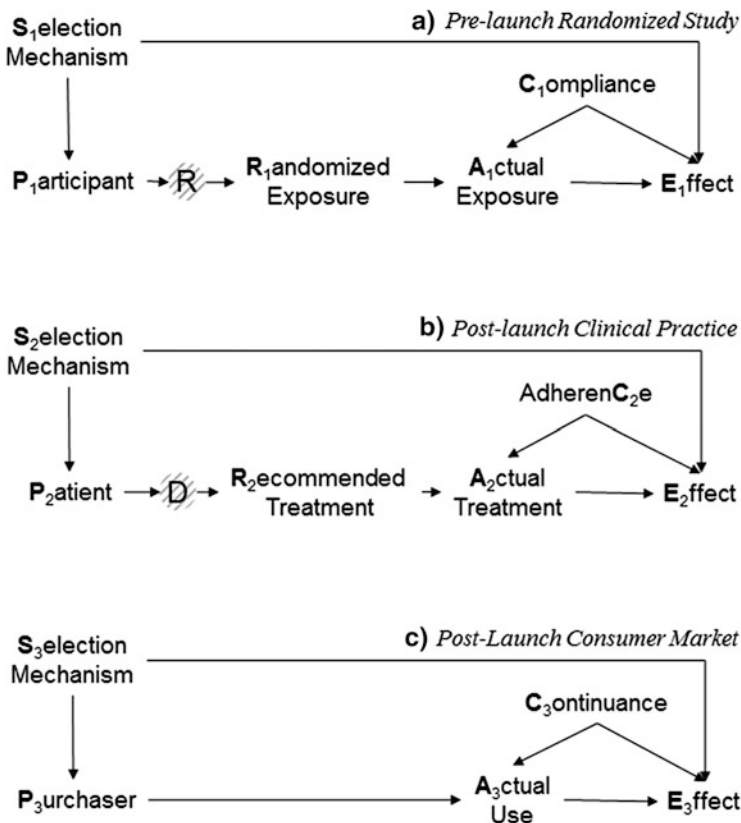 a) Pre-launch Randomized Study
S₁election
Mechanism
C₁ompliance
P₁articipant
R
R₁andomized
Exposure
A₁ctual
Exposure
E₁ffect
b) Post-launch Clinical Practice
S₂election
Mechanism
AdherenC₂e
P₂atient
D
R₂ecommended
Treatment
A₂ctual
Treatment
E₂ffect
c) Post-Launch Consumer Market
S₃election
Mechanism
C₃ontinuance
P₃urchaser
A₃ctual
Use
E₃ffect